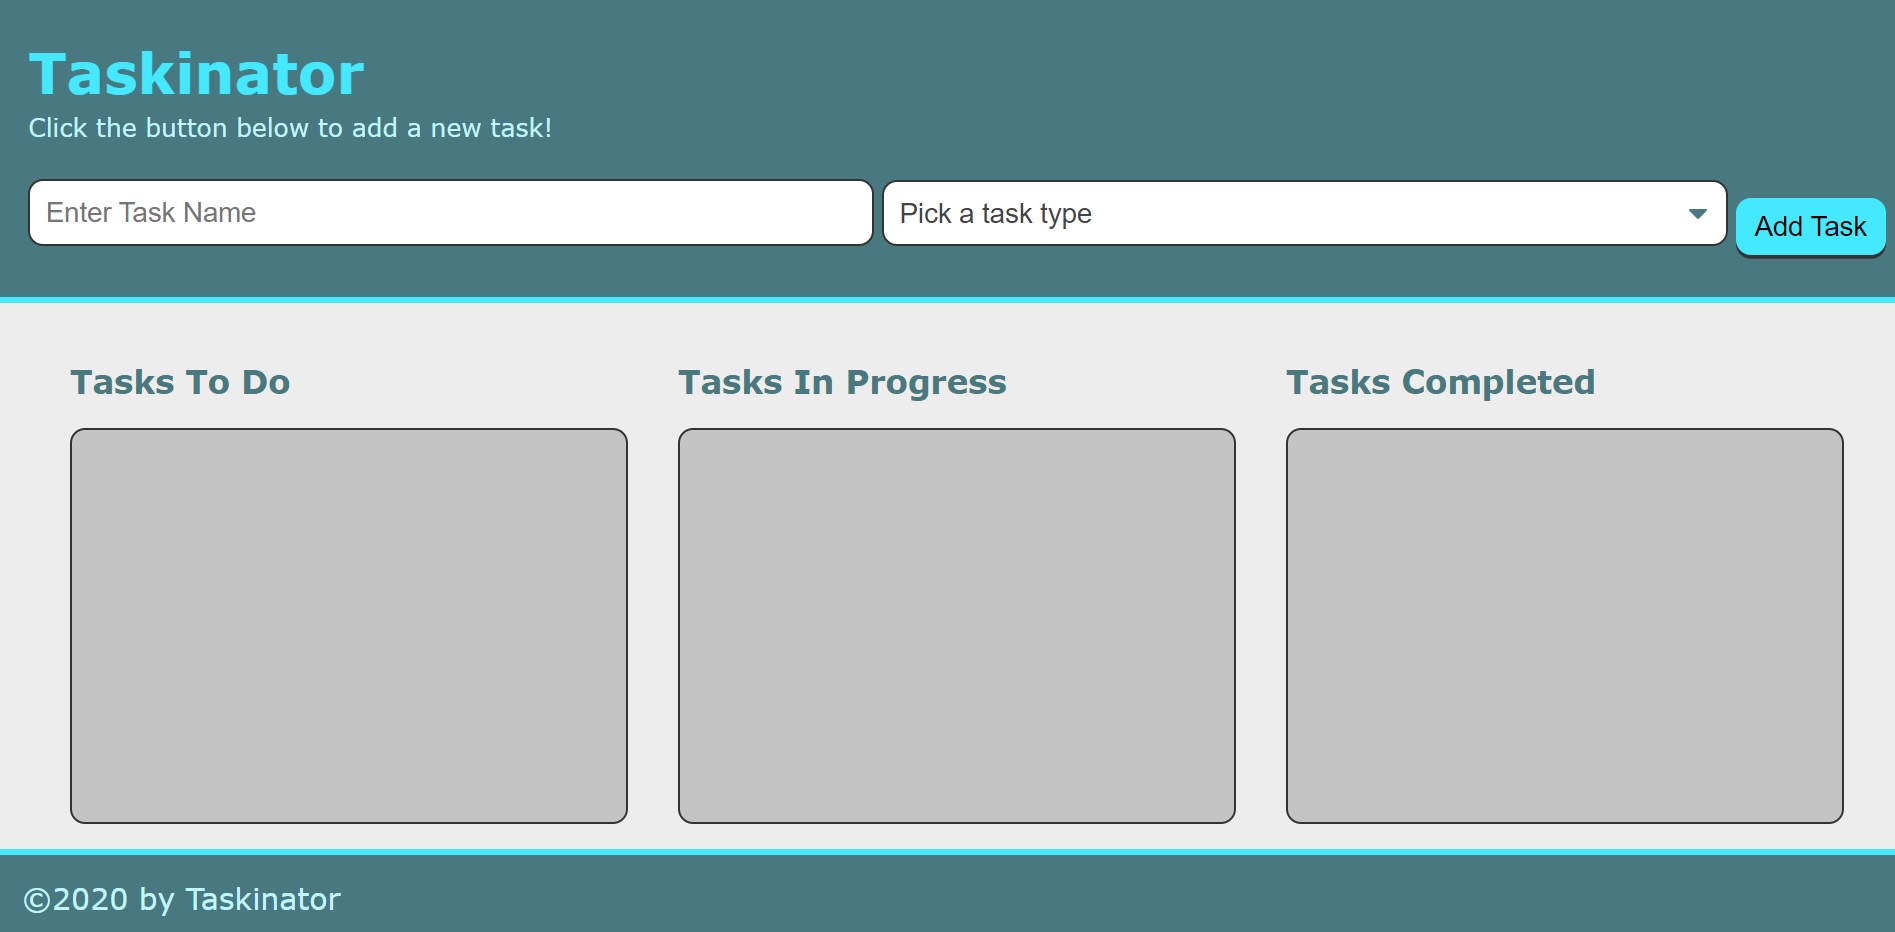 Taskinator
Click the button below to add a new task!
Enter Task Name
Pick a task type
Add Task
Tasks To Do
Tasks In Progress
Tasks Completed
©2020 by Taskinator